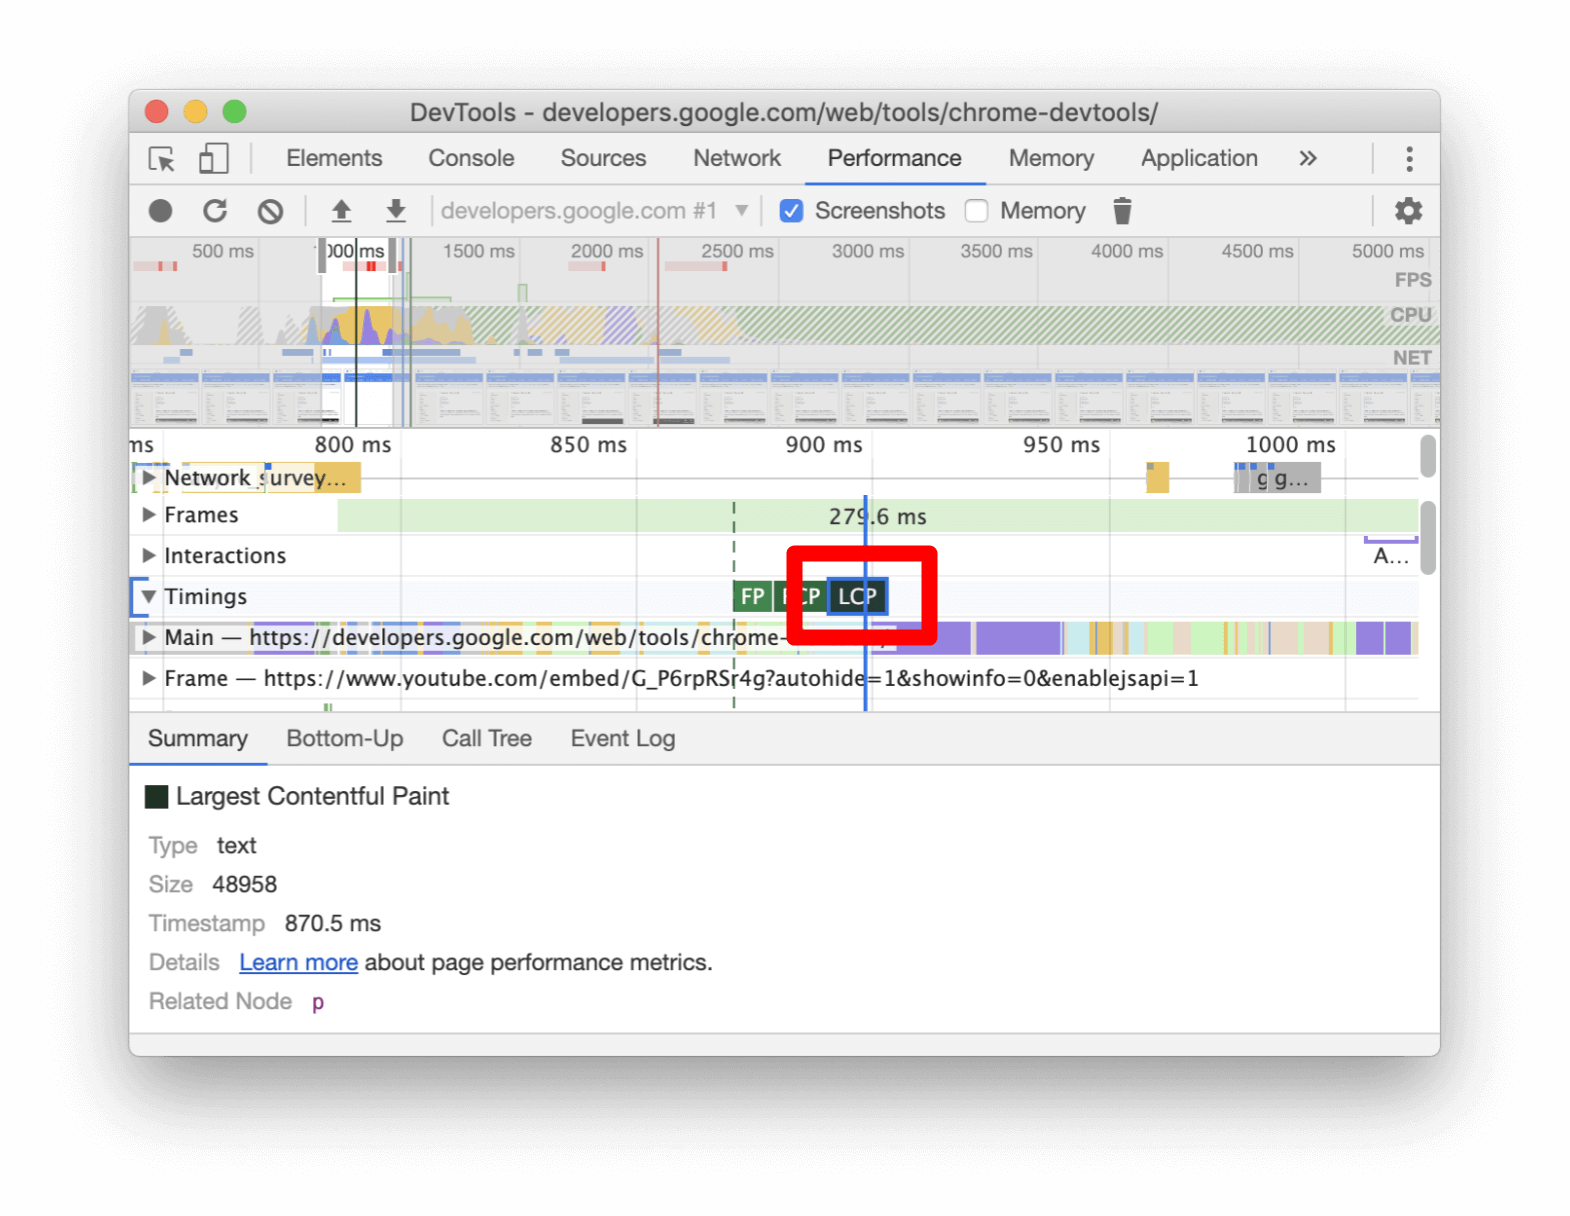 DevTools - developers.google.com/web/tools/chrome-devtools/
Elements Console Sources Network Performance Memory Application »
developers.google.com #1 ▼ Screenshots Memory
500 ms 000 ms 1500 ms 2000 ms 2500 ms 3000 ms 3500 ms 4000 ms 4500 ms 5000 ms
FPS
CPU
NET
ms 800 ms 850 ms 900 ms 950 ms 1000 ms
Network survey... g g...
Frames 279.6 ms
Interactions A...
Timings FP CP LCP
Main — https://developers.google.com/web/tools/chrome- /
Frame — https://www.youtube.com/embed/G_P6rpRSr4g?autohide=1&showinfo=0&enablejsapi=1
Summary Bottom-Up Call Tree Event Log
Largest Contentful Paint
Type text
Size 48958
Timestamp 870.5 ms
Details Learn more about page performance metrics.
Related Node p